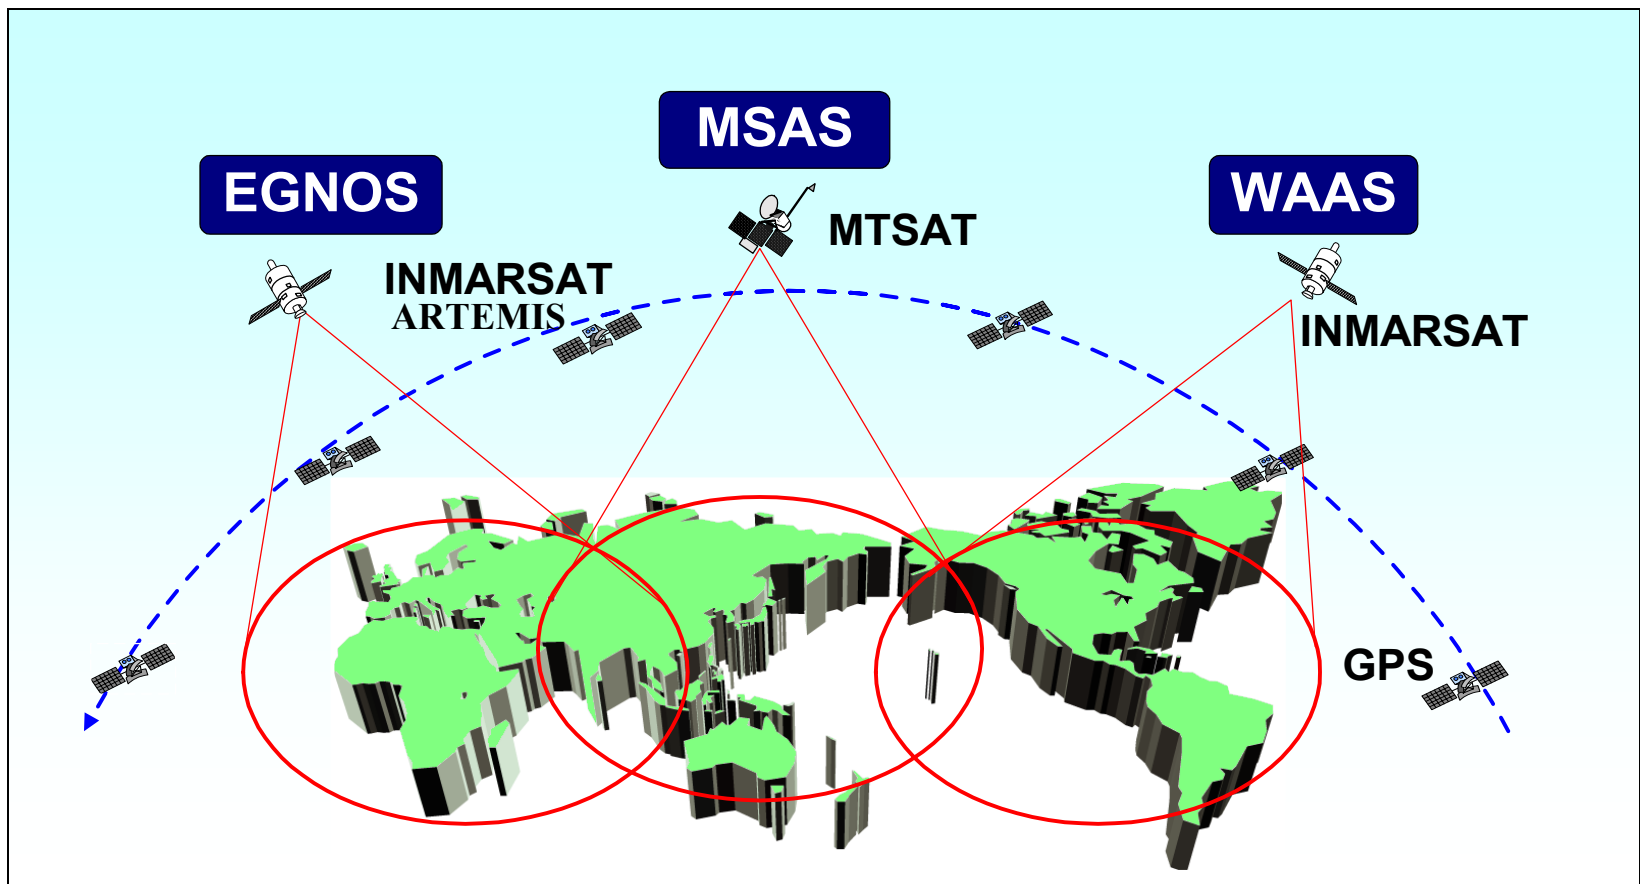 MSAS
EGNOS
WAAS
MTSAT
INMARSAT
ARTEMIS
INMARSAT
GPS